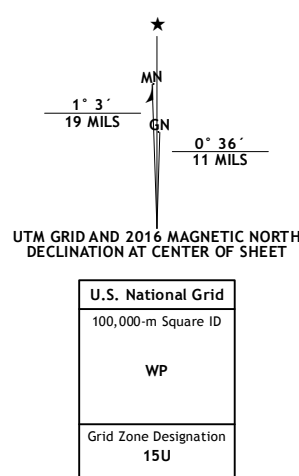 ★
MN
1° 3´
19 MILS
GN
0° 36´
11 MILS
UTM GRID AND 2016 MAGNETIC NORTH
DECLINATION AT CENTER OF SHEET
U.S. National Grid
100,000-m Square ID
WP
Grid Zone Designation
15U